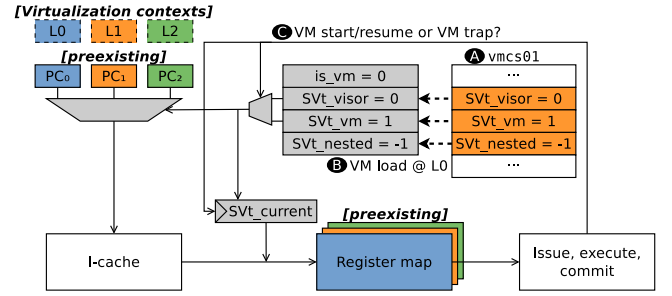 [Virtualization contexts]
L0 L1 L2
[preexisting]
PC₀ PC₁ PC₂
C VM start/resume or VM trap?
A vmcs01
...
is_vm = 0
SVt_visor = 0
SVt_vm = 1
SVt_nested = -1
SVt_visor = 0
SVt_vm = 1
SVt_nested = -1
...
B VM load @ L0
SVt_current
[preexisting]
I-cache
Register map
Issue, execute,
commit